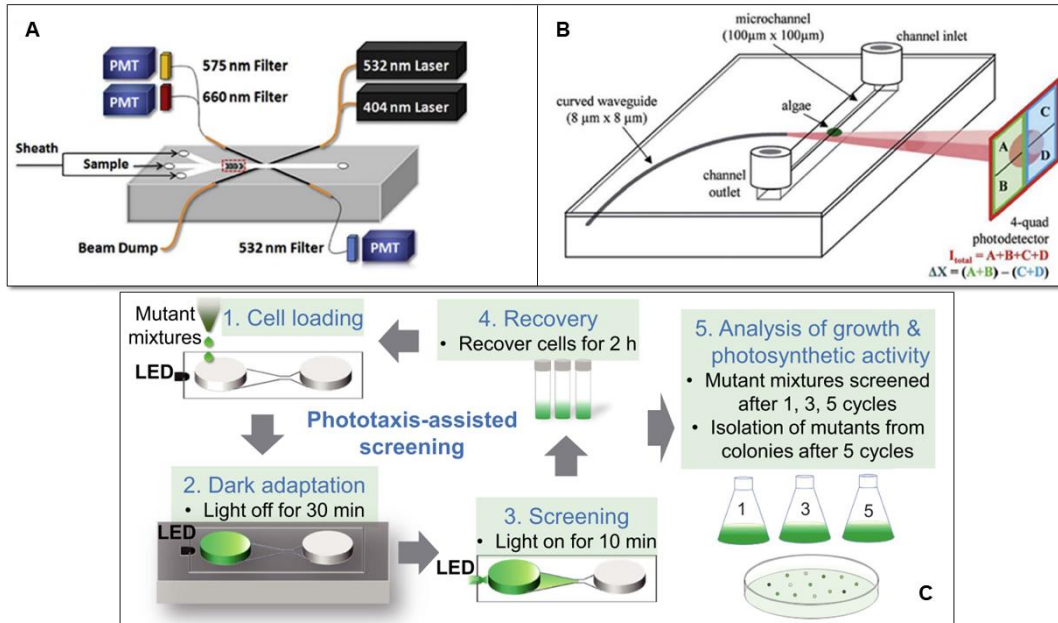 A
PMT
575 nm Filter
PMT
660 nm Filter
532 nm Laser
404 nm Laser
Sheath
Sample
Beam Dump
532 nm Filter
PMT
B
microchannel
(100µm x 100µm)
channel inlet
curved waveguide
(8 µm x 8 µm)
algae
channel
outlet
A
B
C
D
4-quad
photodetector
Itotal = A+B+C+D
ΔX = (A+B) – (C+D)
Mutant
mixtures
1. Cell loading
LED
4. Recovery
• Recover cells for 2 h
5. Analysis of growth &
photosynthetic activity
• Mutant mixtures screened
after 1, 3, 5 cycles
• Isolation of mutants from
colonies after 5 cycles
Phototaxis-assisted
screening
2. Dark adaptation
• Light off for 30 min
LED
3. Screening
• Light on for 10 min
LED
1
3
5
C